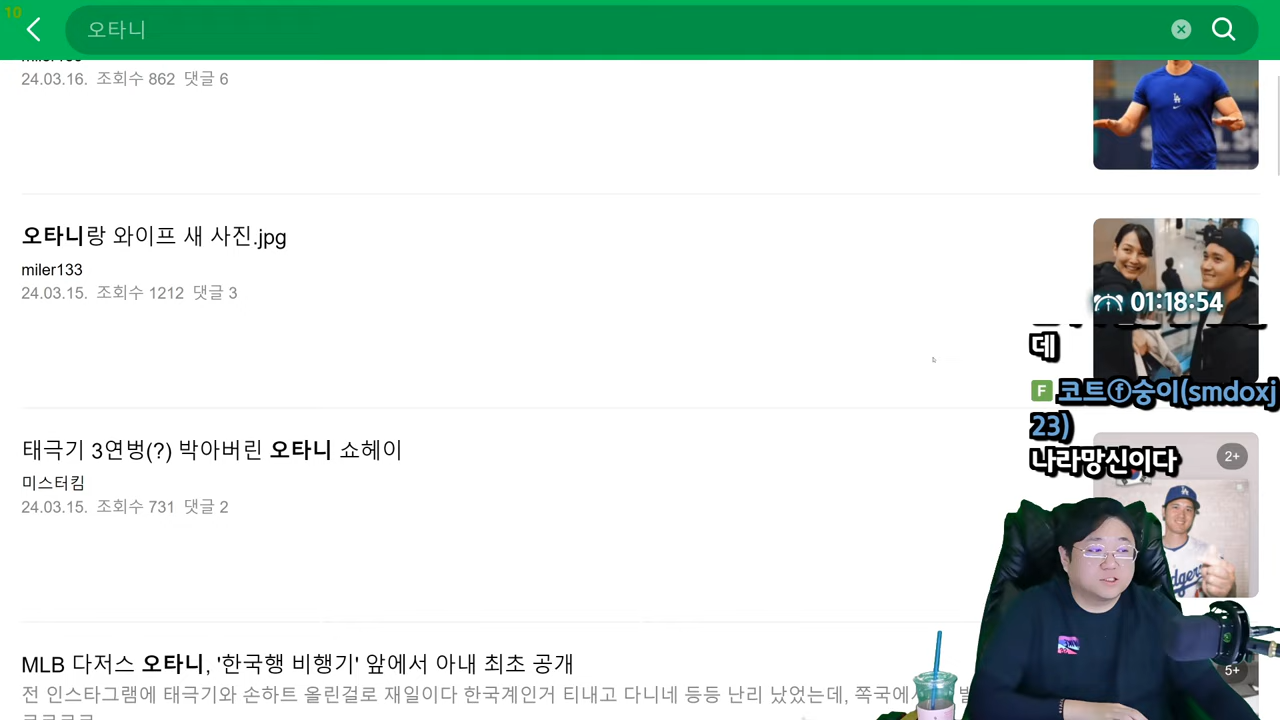 10
오타니
24.03.16. 조회수 862 댓글 6
오타니랑 와이프 새 사진.jpg
miler133
24.03.15. 조회수 1212 댓글 3
01:18:54
데
F 코트ⓕ숭이(smdoxj
23)
나라망신이다
태극기 3연벙(?) 박아버린 오타니 쇼헤이
미스터킴
24.03.15. 조회수 731 댓글 2
2+
MLB 다저스 오타니, '한국행 비행기' 앞에서 아내 최초 공개
전 인스타그램에 태극기와 손하트 올린걸로 재일이다 한국계인거 티내고 다니네 등등 난리 났었는데, 쪽국에서
5+